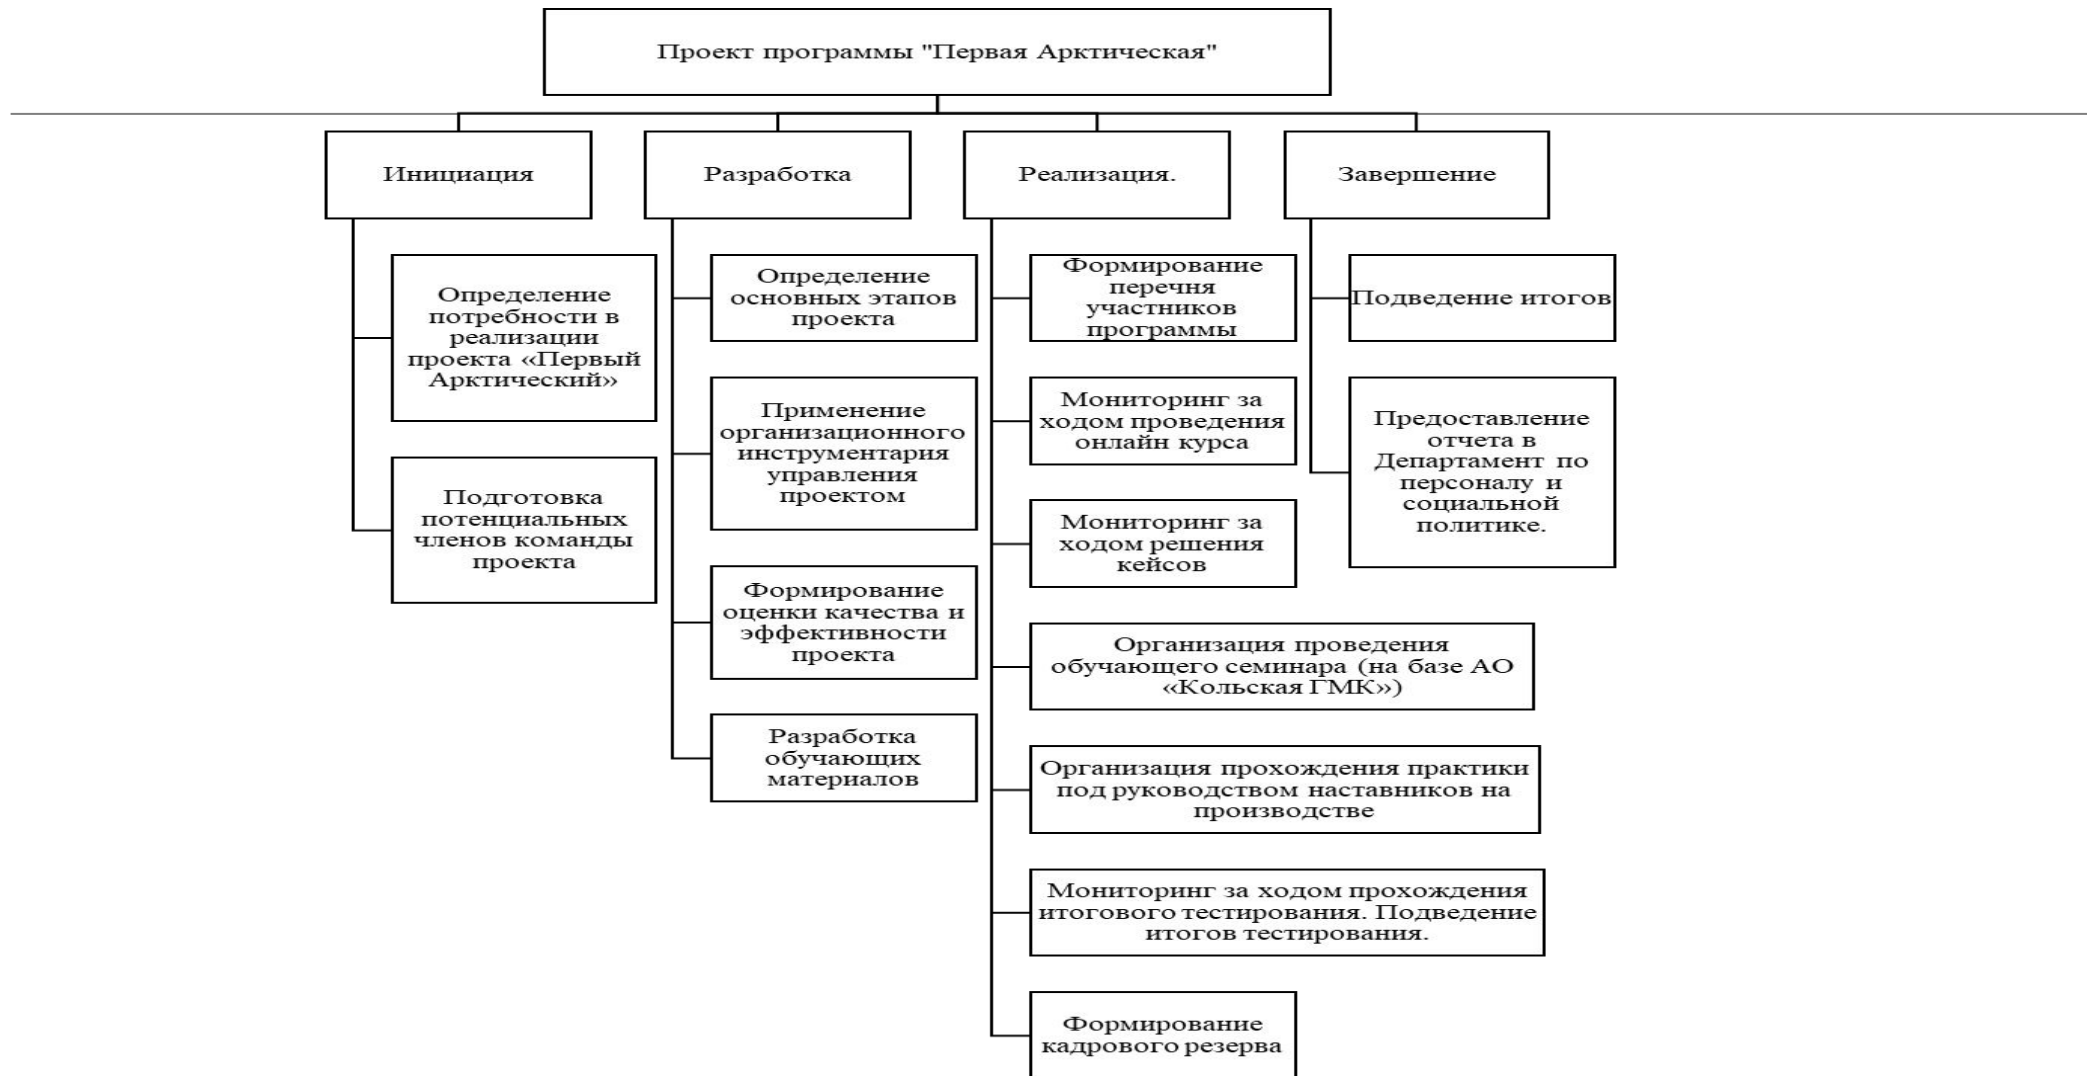 Проект программы "Первая Арктическая"
Инициация
Определение
потребности в
реализации
проекта «Первый
Арктический»
Подготовка
потенциальных
членов команды
проекта
Разработка
Определение
основных этапов
проекта
Применение
организационного
инструментария
управления
проектом
Формирование
оценки качества и
эффективности
проекта
Разработка
обучающих
материалов
Реализация.
Формирование
перечня
участников
программы
Мониторинг за
ходом проведения
онлайн курса
Мониторинг за
ходом решения
кейсов
Организация проведения
обучающего семинара (на базе АО
«Кольская ГМК»)
Организация прохождения практики
под руководством наставников на
производстве
Мониторинг за ходом прохождения
итогового тестирования. Подведение
итогов тестирования.
Формирование
кадрового резерва
Завершение
Подведение итогов
Предоставление
отчета в
Департамент по
персоналу и
социальной
политике.